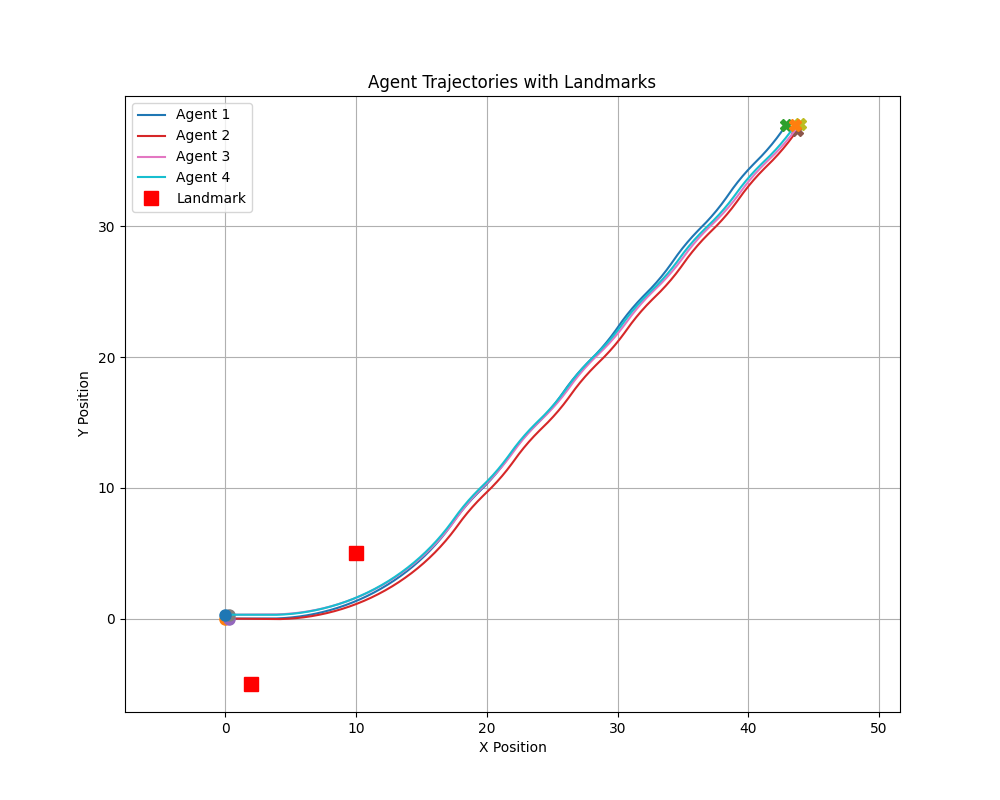 Agent Trajectories with Landmarks
Agent 1
Agent 2
Agent 3
Agent 4
Landmark
Y Position
30
20
10
0
0 10 20 30 40 50
X Position